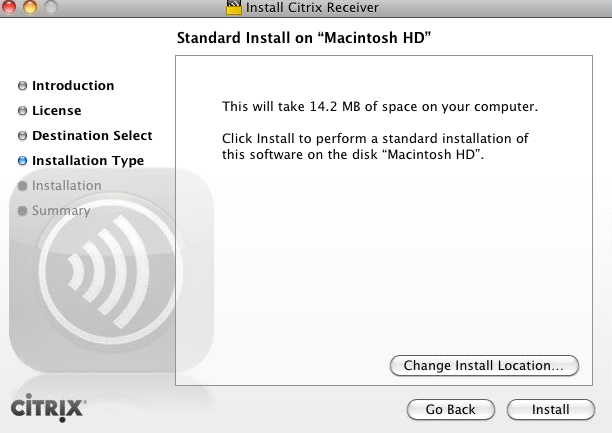 Install Citrix Receiver
Standard Install on “Macintosh HD”
Introduction
License
Destination Select
Installation Type
Installation
Summary
This will take 14.2 MB of space on your computer.
Click Install to perform a standard installation of
this software on the disk “Macintosh HD”.
Change Install Location...
CITRIX
Go Back
Install